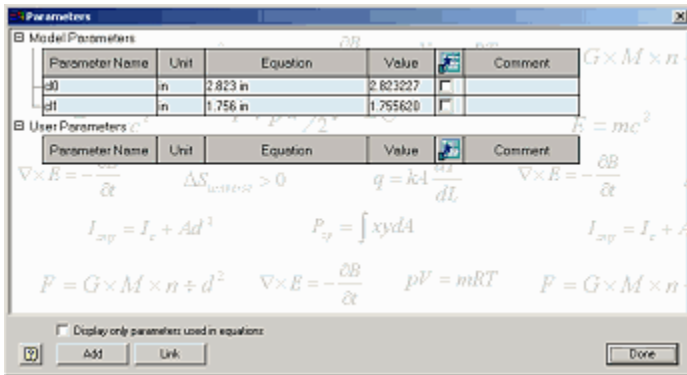 Parameters
Model Parameters
Parameter Name Unit Equation Value Comment
d0 in 2.823 in 2.823227
d1 in 1.756 in 1.755620
User Parameters
Parameter Name Unit Equation Value Comment
G × M × n ÷
E = mc²
∇ × E = -∂B/∂t ΔS > 0 q = kA ∇ × E = -∂B/∂t
= I + Ad² P = ∫ xydA = I +
F = G × M × n ÷ d² ∇ × E = -∂B/∂t pV = mRT F = G × M × n
Display only parameters used in equations
Add Link Done